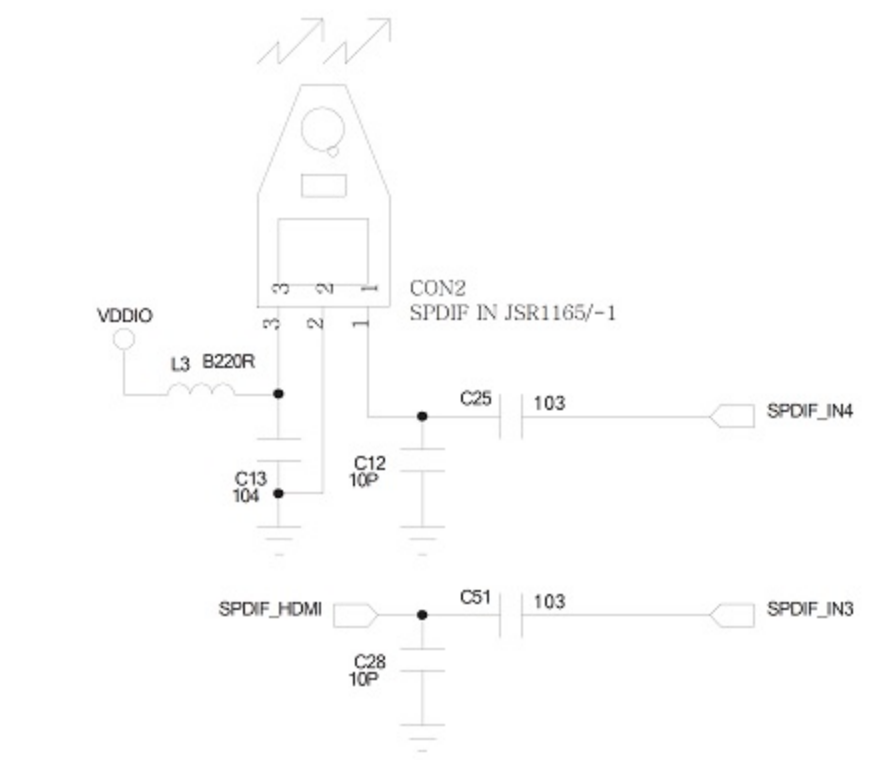 3 2 1
CON2
SPDIF IN JSR1165/-1
3 2 1
VDDIO
L3 B220R
C25 103
SPDIF_IN4
C13
104
C12
10P
C51 103
SPDIF_HDMI
SPDIF_IN3
C28
10P